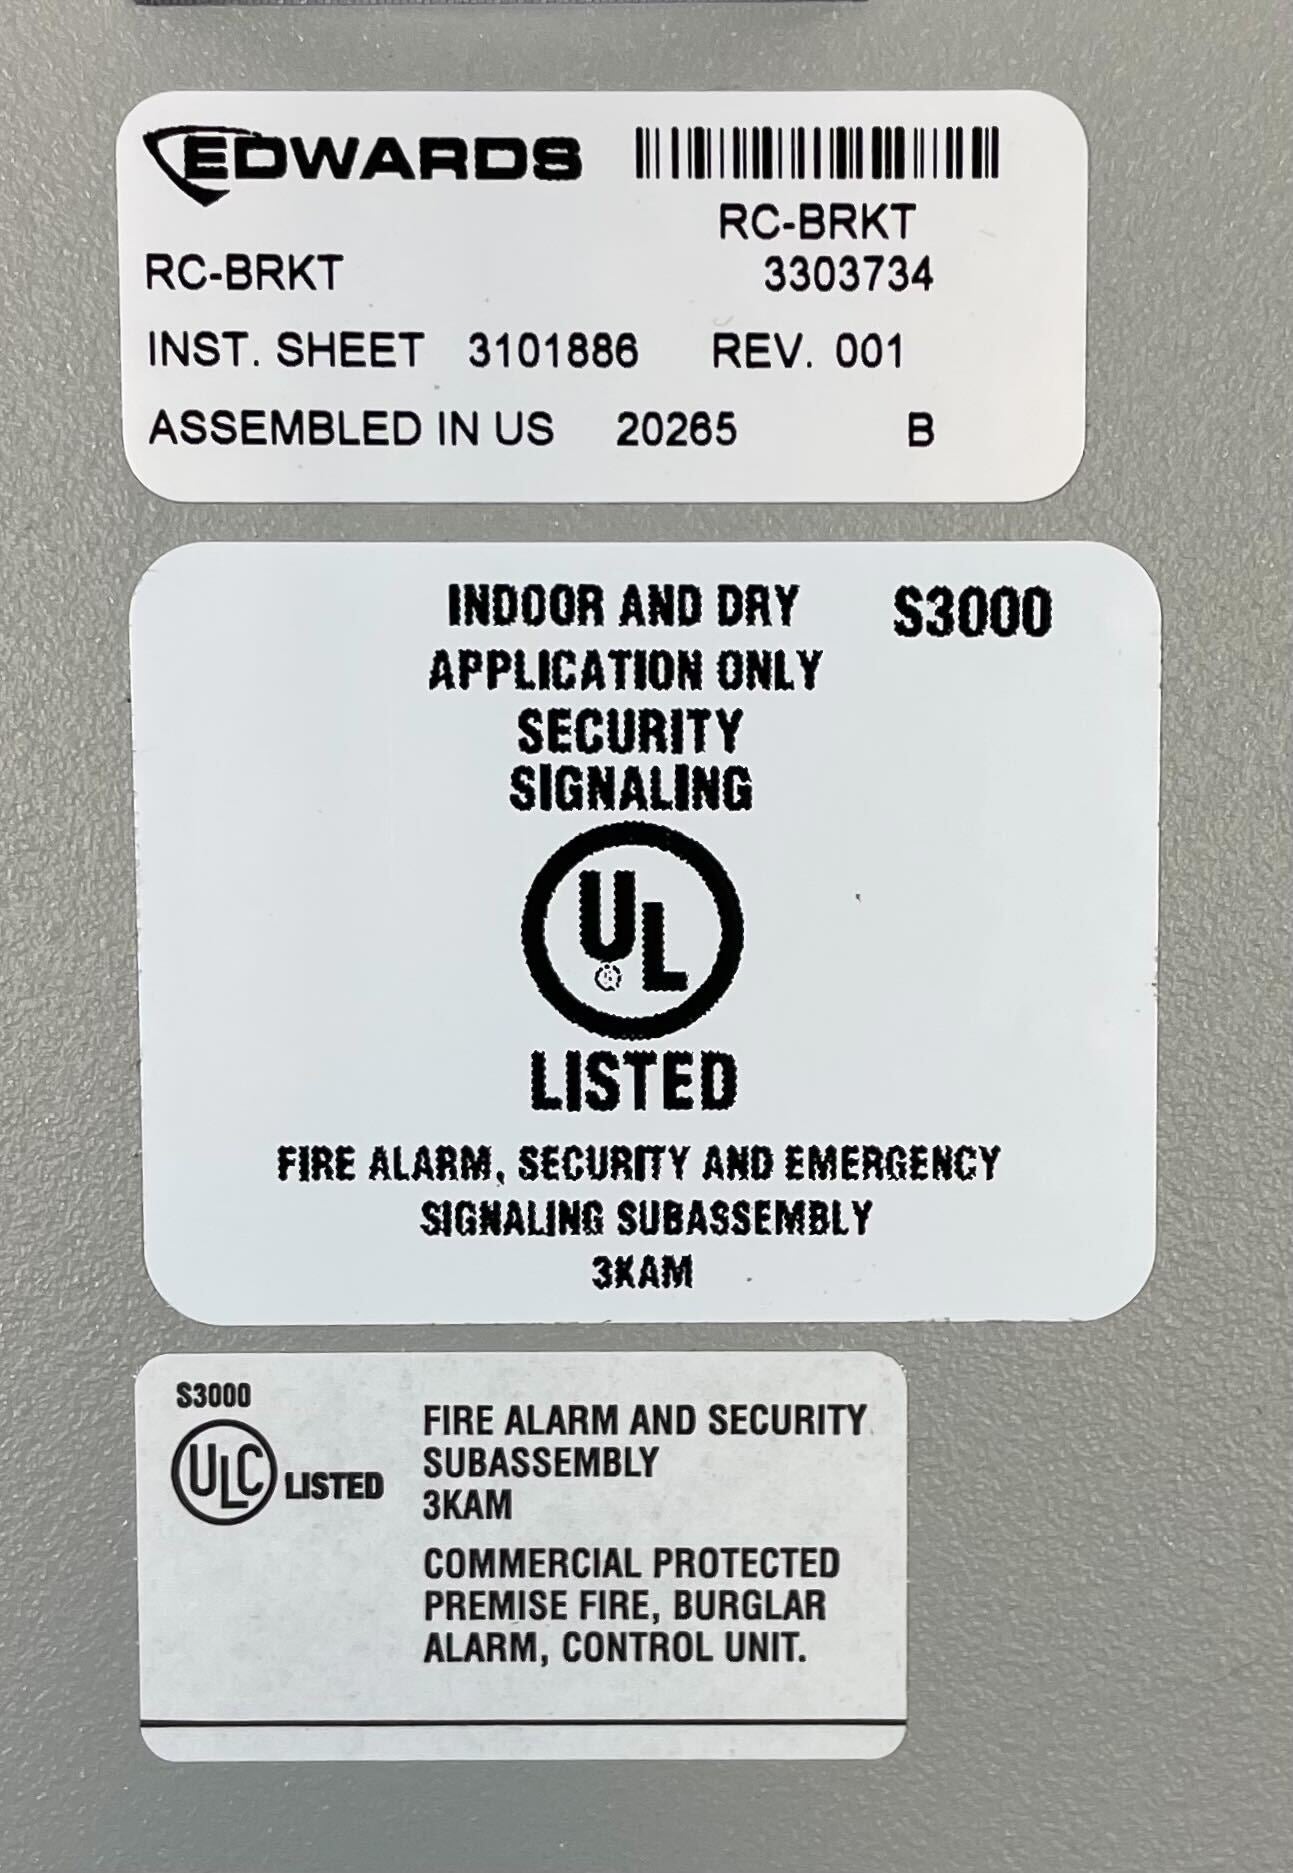 EDWARDS
RC-BRKT
RC-BRKT 3303734
INST. SHEET 3101886 REV. 001
ASSEMBLED IN US 20265 B
INDOOR AND DRY S3000
APPLICATION ONLY
SECURITY
SIGNALING
UL
LISTED
FIRE ALARM, SECURITY AND EMERGENCY
SIGNALING SUBASSEMBLY
3KAM
S3000
ULC LISTED
FIRE ALARM AND SECURITY
SUBASSEMBLY
3KAM
COMMERCIAL PROTECTED
PREMISE FIRE, BURGLAR
ALARM, CONTROL UNIT.